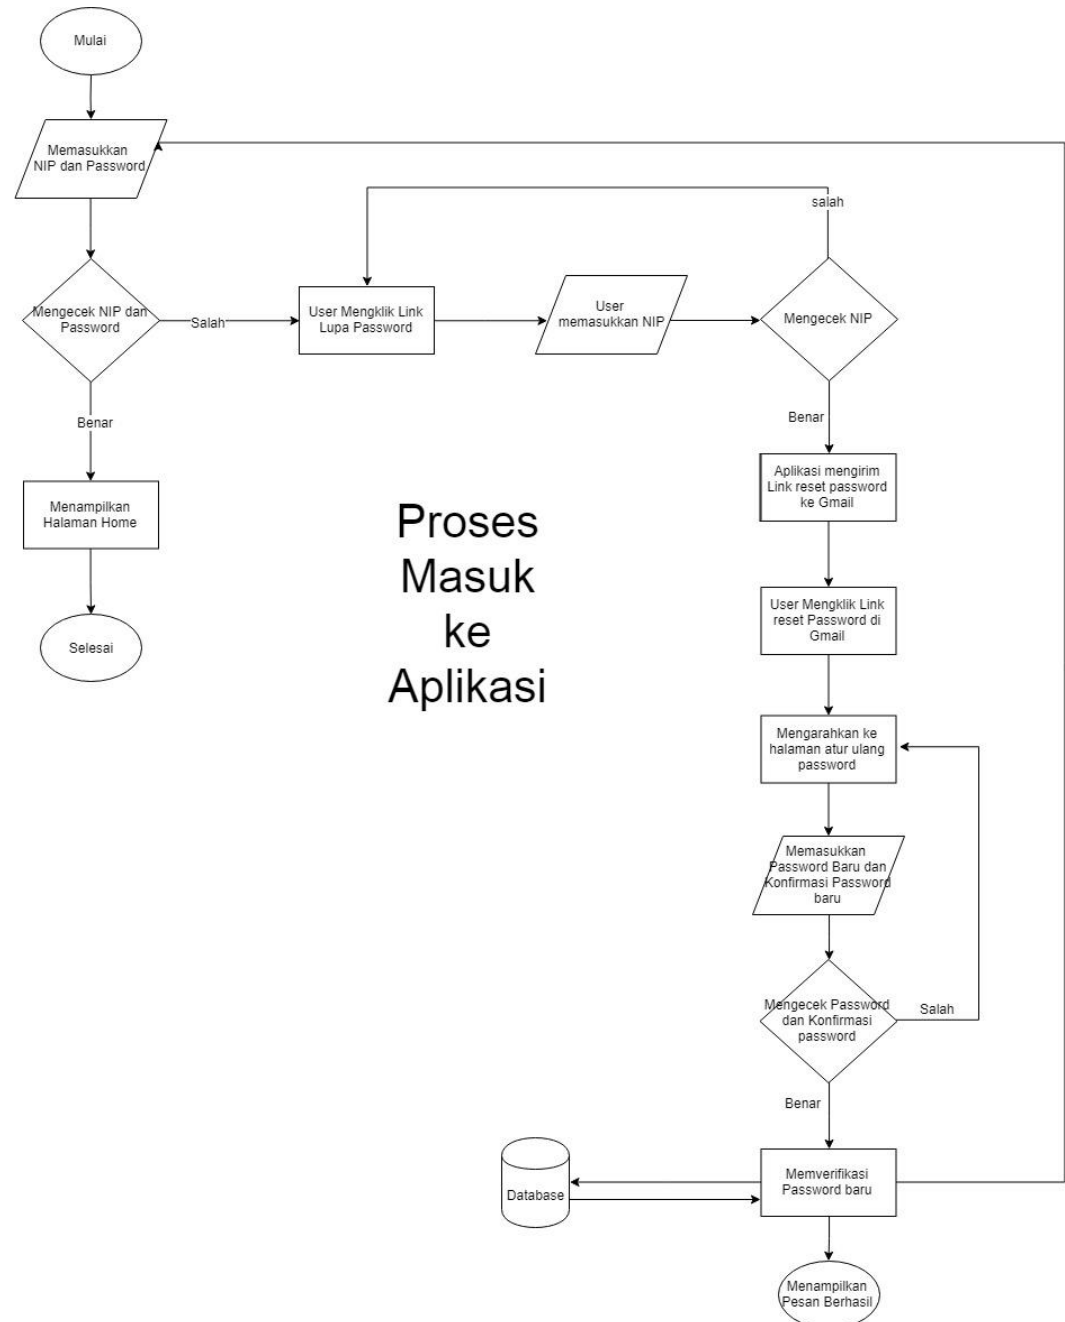 Mulai
Memasukkan
NIP dan Password
salah
Mengecek NIP dan
Password
Salah
User Mengklik Link
Lupa Password
User
memasukkan NIP
Mengecek NIP
Benar
Benar
Aplikasi mengirim
Link reset password
ke Gmail
Menampilkan
Halaman Home
Proses
Masuk
ke
Aplikasi
Selesai
User Mengklik Link
reset Password di
Gmail
Mengarahkan ke
halaman atur ulang
password
Memasukkan
Password Baru dan
Konfirmasi Password
baru
Mengecek Password
dan Konfirmasi
password
Salah
Benar
Database
Memverifikasi
Password baru
Menampilkan
Pesan Berhasil